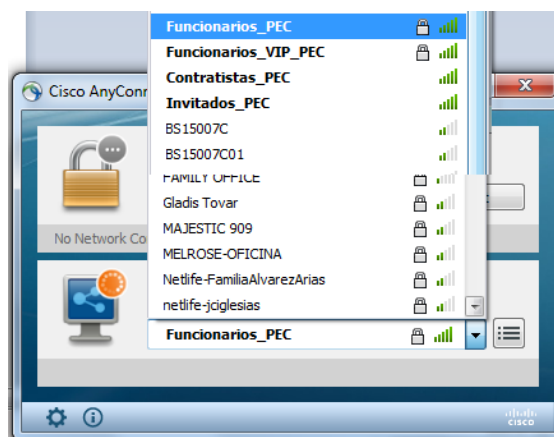 Funcionarios_PEC
Funcionarios_VIP_PEC
Contratistas_PEC
Cisco AnyConn
Invitados_PEC
BS15007C
BS15007C01
FAMILY OFFICE
Gladis Tovar
MAJESTIC 909
No Network Co
MELROSE-OFICINA
Netlife-FamiliaAlvarezArias
netlife-jciglesias
Funcionarios_PEC
CISCO